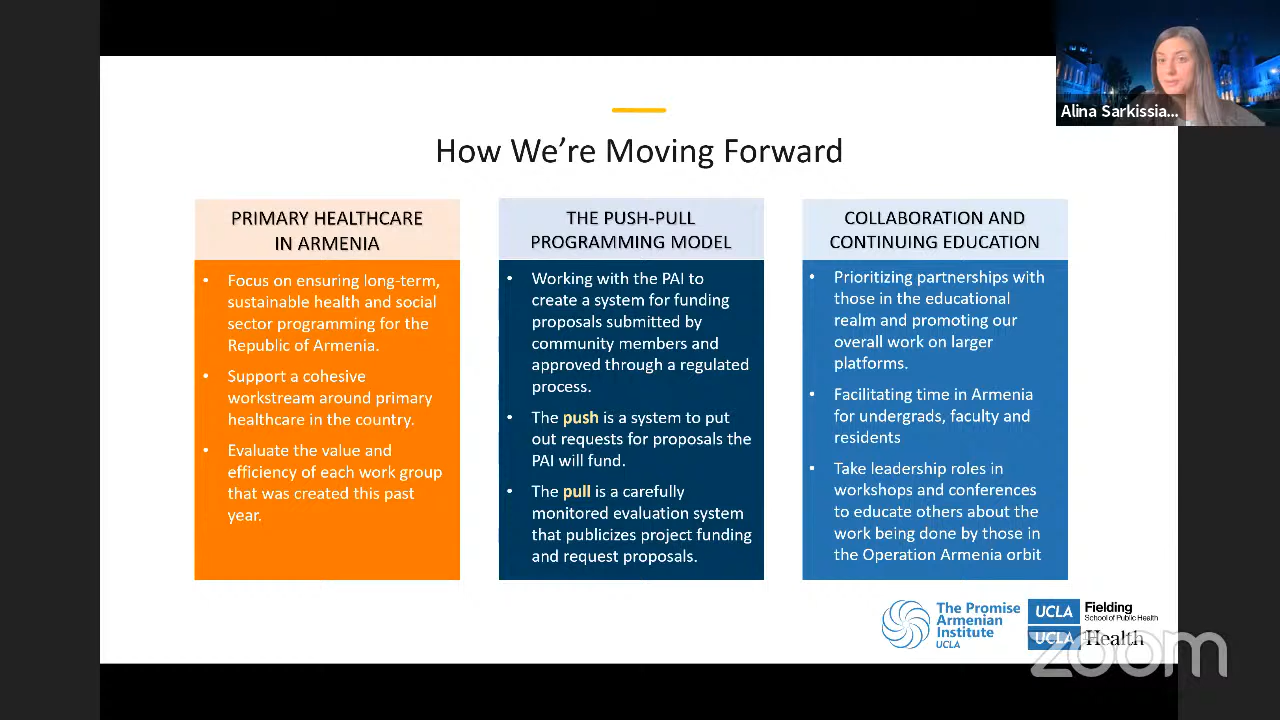 Alina Sarkissia...
How We're Moving Forward
PRIMARY HEALTHCARE
IN ARMENIA
• Focus on ensuring long-term,
sustainable health and social
sector programming for the
Republic of Armenia.
• Support a cohesive
workstream around primary
healthcare in the country.
• Evaluate the value and
efficiency of each work group
that was created this past
year.
THE PUSH-PULL
PROGRAMMING MODEL
• Working with the PAI to
create a system for funding
proposals submitted by
community members and
approved through a regulated
process.
• The push is a system to put
out requests for proposals the
PAI will fund.
• The pull is a carefully
monitored evaluation system
that publicizes project funding
and request proposals.
COLLABORATION AND
CONTINUING EDUCATION
• Prioritizing partnerships with
those in the educational
realm and promoting our
overall work on larger
platforms.
• Facilitating time in Armenia
for undergrads, faculty and
residents
• Take leadership roles in
workshops and conferences
to educate others about the
work being done by those in
the Operation Armenia orbit
The Promise
Armenian
Institute
UCLA
UCLA Fielding
School of Public Health
UCLA Health
zoom